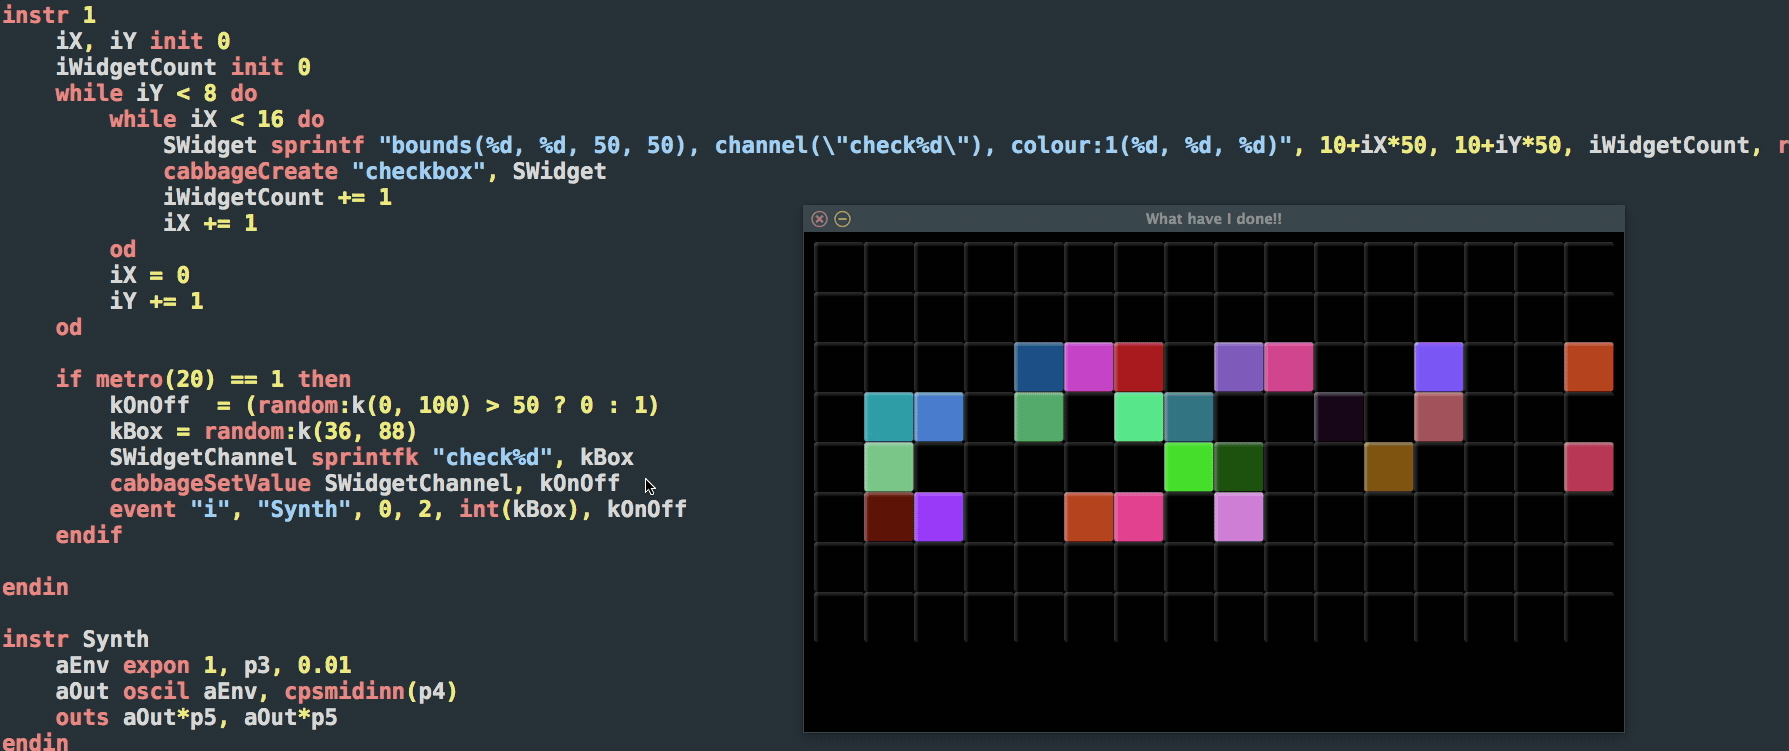 instr 1
iX, iY init 0
iWidgetCount init 0
while iY < 8 do
while iX < 16 do
SWidget sprintf "bounds(%d, %d, 50, 50), channel(\"check%d\"), colour:1(%d, %d, %d)", 10+iX*50, 10+iY*50, iWidgetCount, r
cabbageCreate "checkbox", SWidget
iWidgetCount += 1
iX += 1
od
iX = 0
iY += 1
od
if metro(20) == 1 then
kOnOff  = (random:k(0, 100) > 50 ? 0 : 1)
kBox = random:k(36, 88)
SWidgetChannel sprintfk "check%d", kBox
cabbageSetValue SWidgetChannel, kOnOff
event "i", "Synth", 0, 2, int(kBox), kOnOff
endif
endin
instr Synth
aEnv expon 1, p3, 0.01
aOut oscil aEnv, cpsmidinn(p4)
outs aOut*p5, aOut*p5
endin
What have I done!!